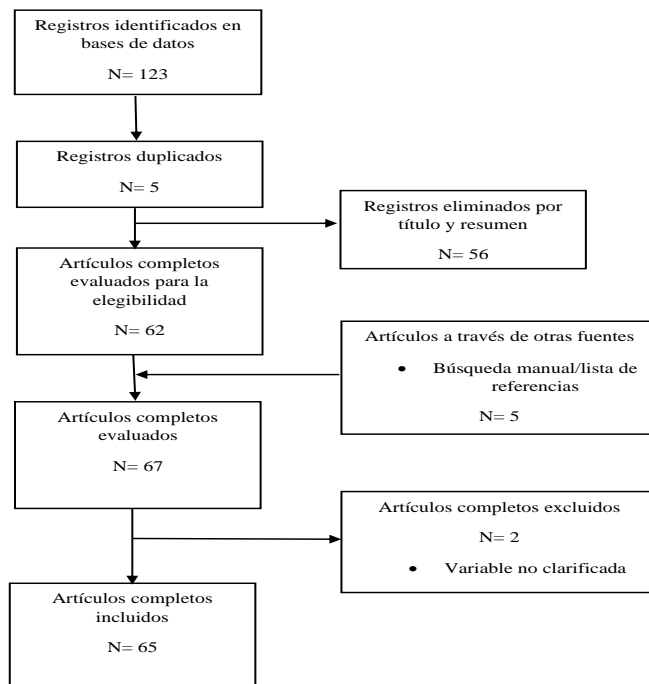 Registros identificados en
bases de datos
N= 123
Registros duplicados
N= 5
Registros eliminados por
título y resumen
N= 56
Artículos completos
evaluados para la
elegibilidad
N= 62
Artículos a través de otras fuentes
• Búsqueda manual/lista de
referencias
N= 5
Artículos completos
evaluados
N= 67
Artículos completos excluidos
N= 2
• Variable no clarificada
Artículos completos
incluidos
N= 65